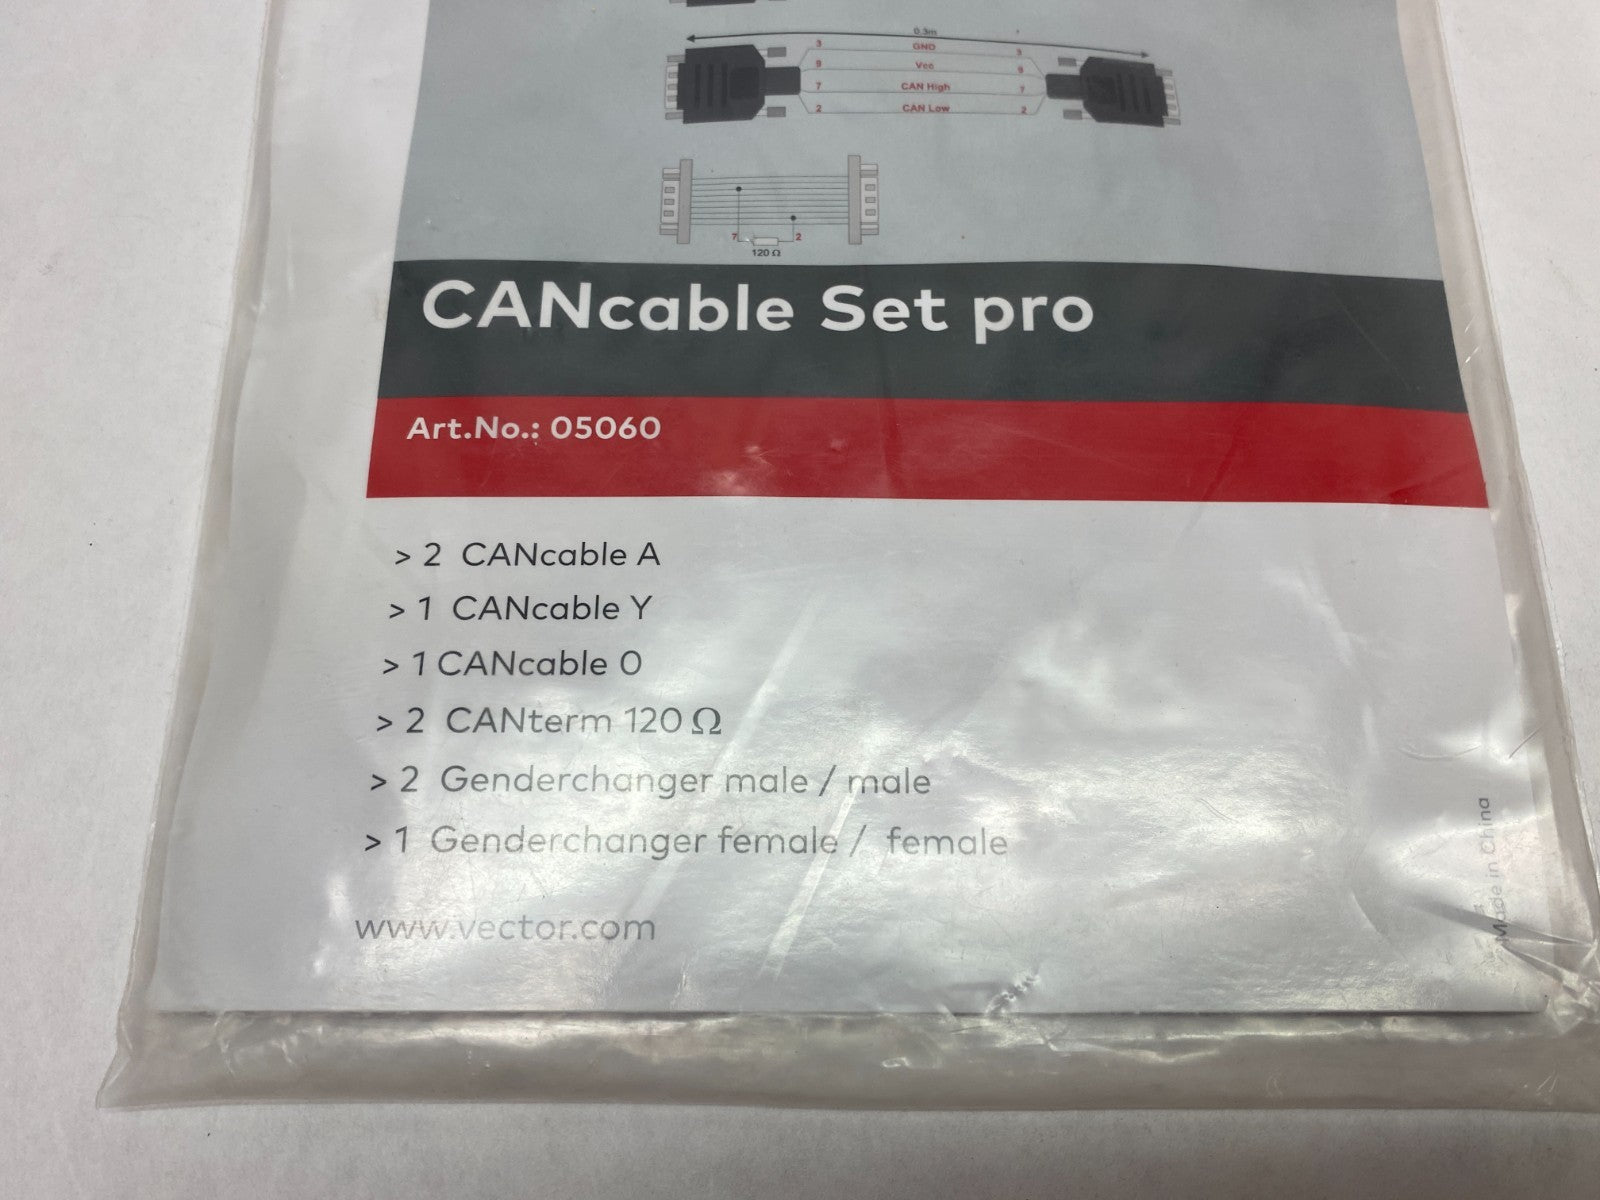 0.3m
3 GND 3
9 Vcc 9
7 CAN High 7
2 CAN Low 2
7 2
120 Ω
CANcable Set pro
Art.No.: 05060
> 2 CANcable A
> 1 CANcable Y
> 1 CANcable 0
> 2 CANterm 120 Ω
> 2 Genderchanger male / male
> 1 Genderchanger female / female
www.vector.com
Made in China